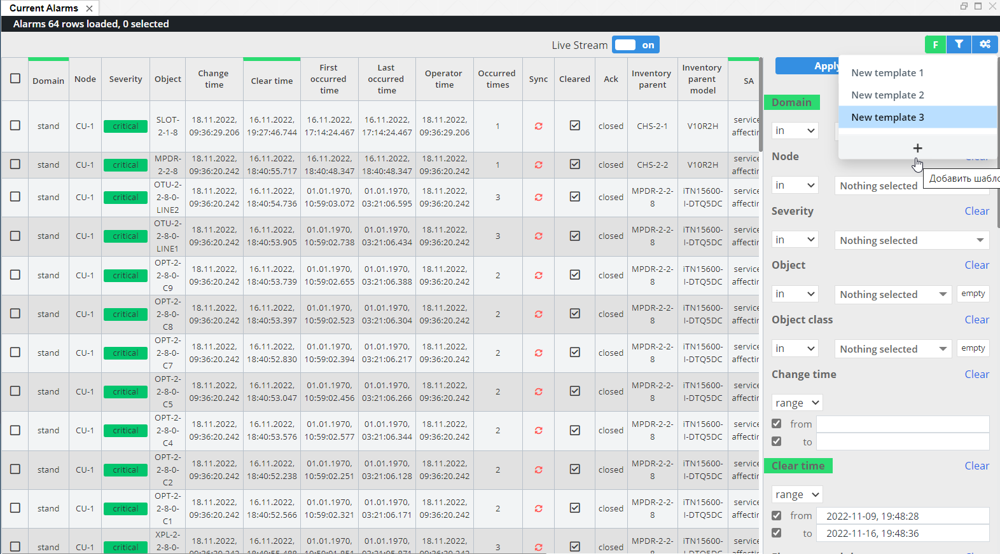 Current Alarms
Alarms 64 rows loaded, 0 selected
Live Stream on
F
Domain Node Severity Object Change time Clear time First occurred time Last occurred time Operator time Occurred times Sync Cleared Ack Inventory parent Inventory parent model SA
stand CU-1 critical SLOT-2-1-8 18.11.2022, 09:36:29.206 16.11.2022, 19:27:46.744 16.11.2022, 17:14:24.467 16.11.2022, 17:14:24.467 18.11.2022, 09:36:29.206 1 closed CHS-2-1 V10R2H service affectin
stand CU-1 critical MPDR-2-2-8 18.11.2022, 09:36:20.242 16.11.2022, 18:40:55.717 16.11.2022, 18:40:48.347 16.11.2022, 18:40:48.347 18.11.2022, 09:36:20.242 1 closed CHS-2-2 V10R2H service affectin
stand CU-1 critical OTU-2-2-8-0-LINE2 18.11.2022, 09:36:20.242 16.11.2022, 18:40:54.736 01.01.1970, 10:59:03.072 01.01.1970, 03:21:06.595 18.11.2022, 09:36:20.242 3 closed MPDR-2-2-8 iTN15600-I-DTQ5DC service affectin
stand CU-1 critical OTU-2-2-8-0-LINE1 18.11.2022, 09:36:20.242 16.11.2022, 18:40:53.905 01.01.1970, 10:59:02.738 01.01.1970, 03:21:06.434 18.11.2022, 09:36:20.242 3 closed MPDR-2-2-8 iTN15600-I-DTQ5DC service affectin
stand CU-1 critical OPT-2-2-8-0-C9 18.11.2022, 09:36:20.242 16.11.2022, 18:40:53.739 01.01.1970, 10:59:02.655 01.01.1970, 03:21:06.388 18.11.2022, 09:36:20.242 2 closed MPDR-2-2-8 iTN15600-I-DTQ5DC service affectin
stand CU-1 critical OPT-2-2-8-0-C8 18.11.2022, 09:36:20.242 16.11.2022, 18:40:53.397 01.01.1970, 10:59:02.523 01.01.1970, 03:21:06.304 18.11.2022, 09:36:20.242 2 closed MPDR-2-2-8 iTN15600-I-DTQ5DC service affectin
stand CU-1 critical OPT-2-2-8-0-C7 18.11.2022, 09:36:20.242 16.11.2022, 18:40:52.830 01.01.1970, 10:59:02.394 01.01.1970, 03:21:06.217 18.11.2022, 09:36:20.242 2 closed MPDR-2-2-8 iTN15600-I-DTQ5DC service affectin
stand CU-1 critical OPT-2-2-8-0-C5 18.11.2022, 09:36:20.242 16.11.2022, 18:40:53.047 01.01.1970, 10:59:02.456 01.01.1970, 03:21:06.266 18.11.2022, 09:36:20.242 2 closed MPDR-2-2-8 iTN15600-I-DTQ5DC service affectin
stand CU-1 critical OPT-2-2-8-0-C4 18.11.2022, 09:36:20.242 16.11.2022, 18:40:53.576 01.01.1970, 10:59:02.577 01.01.1970, 03:21:06.344 18.11.2022, 09:36:20.242 2 closed MPDR-2-2-8 iTN15600-I-DTQ5DC service affectin
stand CU-1 critical OPT-2-2-8-0-C2 18.11.2022, 09:36:20.242 16.11.2022, 18:40:52.238 01.01.1970, 10:59:02.251 01.01.1970, 03:21:06.128 18.11.2022, 09:36:20.242 2 closed MPDR-2-2-8 iTN15600-I-DTQ5DC service affectin
stand CU-1 critical OPT-2-2-8-0-C1 18.11.2022, 09:36:20.242 16.11.2022, 18:40:52.566 01.01.1970, 10:59:02.321 01.01.1970, 03:21:06.171 18.11.2022, 09:36:20.242 2 closed MPDR-2-2-8 iTN15600-I-DTQ5DC service affectin
stand CU-1 critical XPL-2-2-8-0- 18.11.2022, 16.11.2022, 01.01.1970, 01.01.1970, 18.11.2022, 3 closed MPDR-2-2- iTN15600- service
Apply
New template 1
New template 2
New template 3
+
Добавить шабло
Domain
in
Node
in Nothing selected
Severity Clear
in Nothing selected
Object Clear
in Nothing selected empty
Object class Clear
in Nothing selected empty
Change time Clear
range
from
to
Clear time Clear
range
from 2022-11-09, 19:48:28
to 2022-11-16, 19:48:36